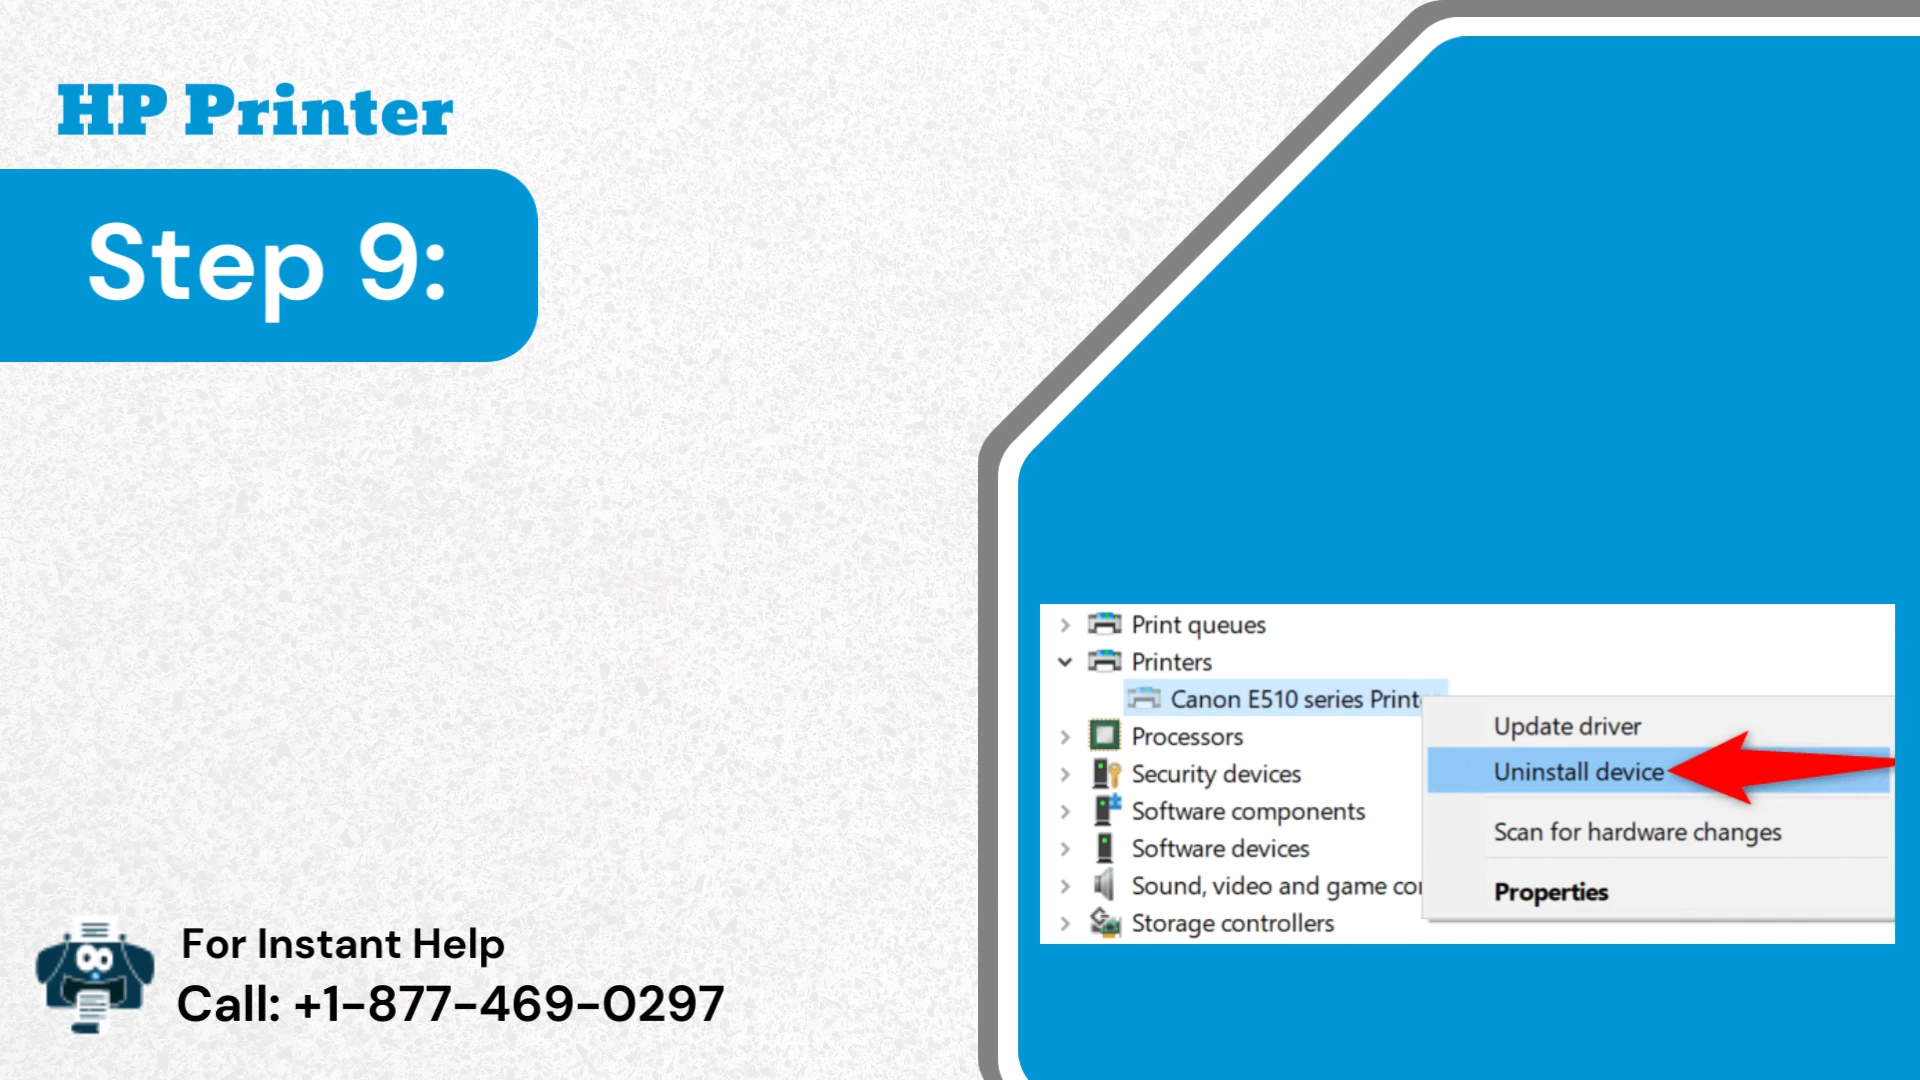 HP Printer
Step 9:
For Instant Help
Call: +1-877-469-0297
Print queues
Printers
Canon E510 series Print
Processors
Security devices
Software components
Software devices
Sound, video and game co
Storage controllers
Update driver
Uninstall device
Scan for hardware changes
Properties